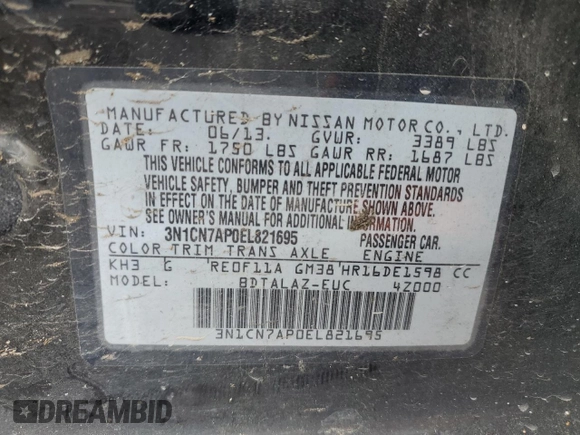 MANUFACTURED BY NISSAN MOTOR CO., LTD.
DATE: 06/13. GVWR: 3389 LBS
GAWR FR: 1750 LBS GAWR RR: 1687 LBS
THIS VEHICLE CONFORMS TO ALL APPLICABLE FEDERAL MOTOR
VEHICLE SAFETY, BUMPER AND THEFT PREVENTION STANDARDS
IN EFFECT ON THE DATE OF MANUFACTURE SHOWN ABOVE.
SEE OWNER'S MANUAL FOR ADDITIONAL INFORMATION.
VIN: 3N1CN7AP0EL821695 PASSENGER CAR.
COLOR TRIM TRANS AXLE ENGINE
KH3 G 'RE0F11A GM38'HR16DE1598 CC
MODEL: BDTALAZ-EUC 42000
3N1CN7AP0EL821695
DREAMBID